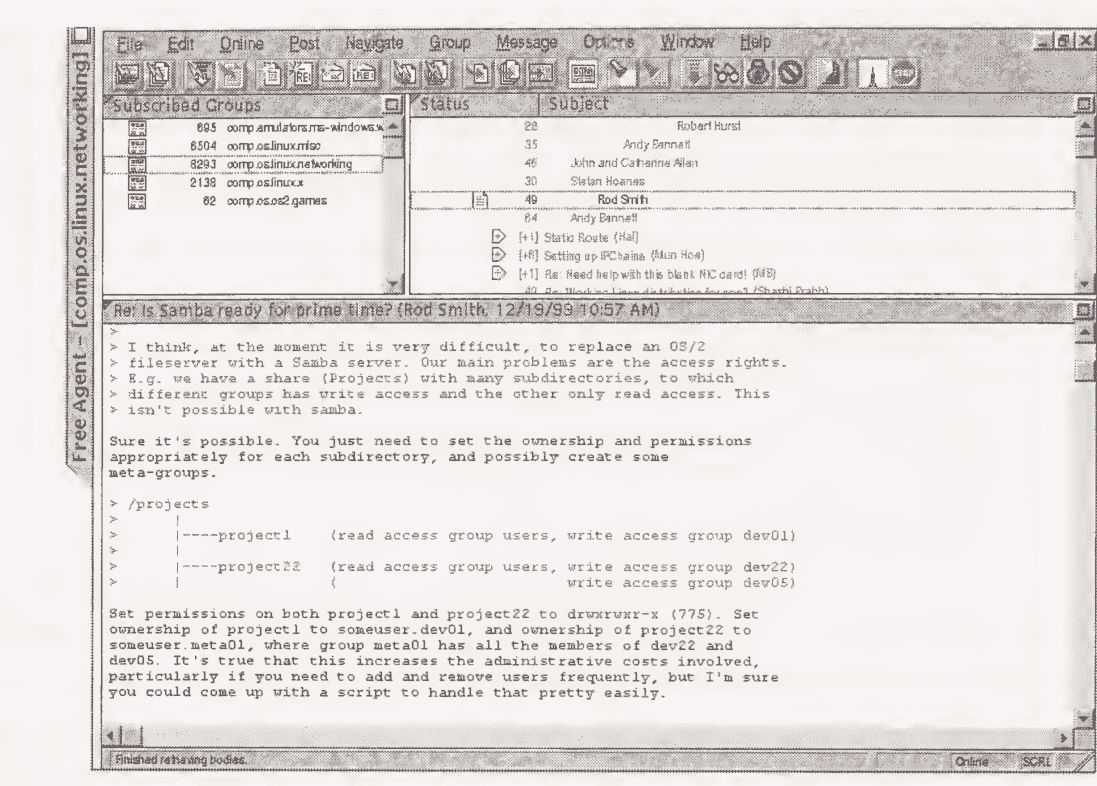 Free Agent – [comp.os.linux.networking]
File Edit Online Post Navigate Group Message Options Window Help
Subscribed Groups
695 comp.emulators.ms-windows.w
6504 comp.os.linux.misc
8293 comp.os.linux.networking
2138 comp.os.linux.x
62 comp.os.os2.games
Status Subject
28 Robert Hurst
35 Andy Bennett
46 John and Catherine Allen
30 Stefan Hoenes
49 Rod Smith
64 Andy Bennett
[+1] Static Route (Hal)
[+6] Setting up IPChains (Mun Hoe)
[+1] Re: Need help with this blank NIC card! (MB)
Re: Is Samba ready for prime time? (Rod Smith, 12/19/99 10:57 AM)
>
> I think, at the moment it is very difficult, to replace an OS/2
> fileserver with a Samba server. Our main problems are the access rights.
> E.g. we have a share (Projects) with many subdirectories, to which
> different groups has write access and the other only read access. This
> isn't possible with samba.
Sure it's possible. You just need to set the ownership and permissions
appropriately for each subdirectory, and possibly create some
meta-groups.
> /projects
> |
> |----project1 (read access group users, write access group dev01)
> |
> |----project22 (read access group users, write access group dev22)
> | ( write access group dev05)
Set permissions on both project1 and project22 to drwxrwxr-x (775). Set
ownership of project1 to someuser.dev01, and ownership of project22 to
someuser.meta01, where group meta01 has all the members of dev22 and
dev05. It's true that this increases the administrative costs involved,
particularly if you need to add and remove users frequently, but I'm sure
you could come up with a script to handle that pretty easily.
Finished retrieving bodies. Online SCRL